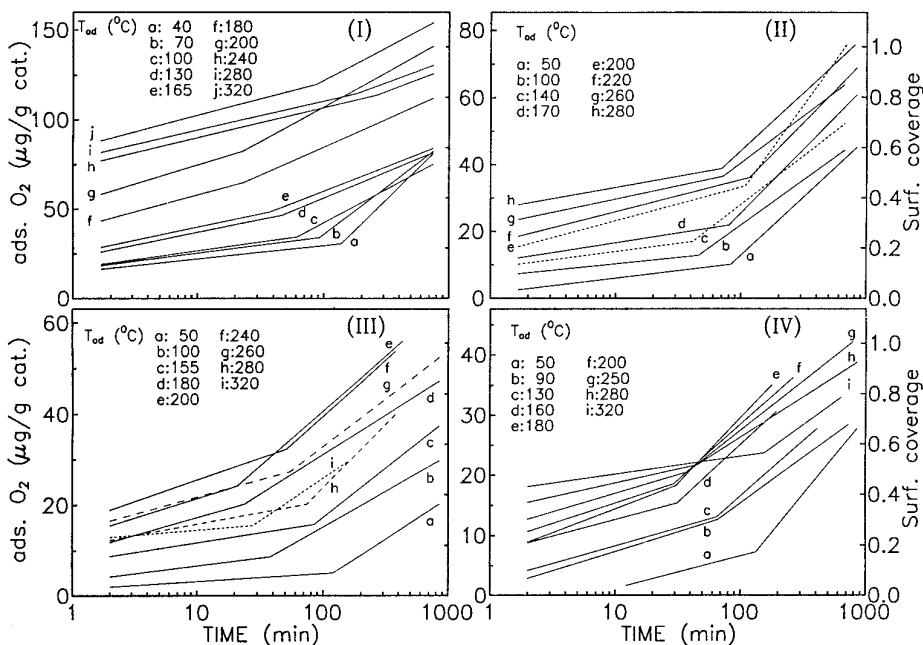 T_ad (°C) a: 40 f:180
b: 70 g:200
c:100 h:240
d:130 i:280
e:165 j:320
(I)
150
100
50
0
ads. O₂ (μg/g cat.)
j
i
h
g
f
e
d
c
b
a
T_ad (°C)
a: 50 e:200
b:100 f:220
c:140 g:260
d:170 h:280
(II)
80
60
40
20
0
1.0
0.8
0.6
0.4
0.2
0.0
Surf. coverage
h
g
f
e
d
c
b
a
T_ad (°C) a: 50 f:240
b:100 g:260
c:155 h:280
d:180 i:320
e:200
(III)
60
40
20
0
ads. O₂ (μg/g cat.)
e
f
g
d
c
i
h
b
a
1 10 100
TIME (min)
T_ad (°C)
a: 50 f:200
b: 90 g:250
c:130 h:280
d:160 i:320
e:180
(IV)
40
30
20
10
0
1.0
0.8
0.6
0.4
0.2
0.0
Surf. coverage
g
h
e
f
i
d
c
b
a
1 10 100 1000
TIME (min)